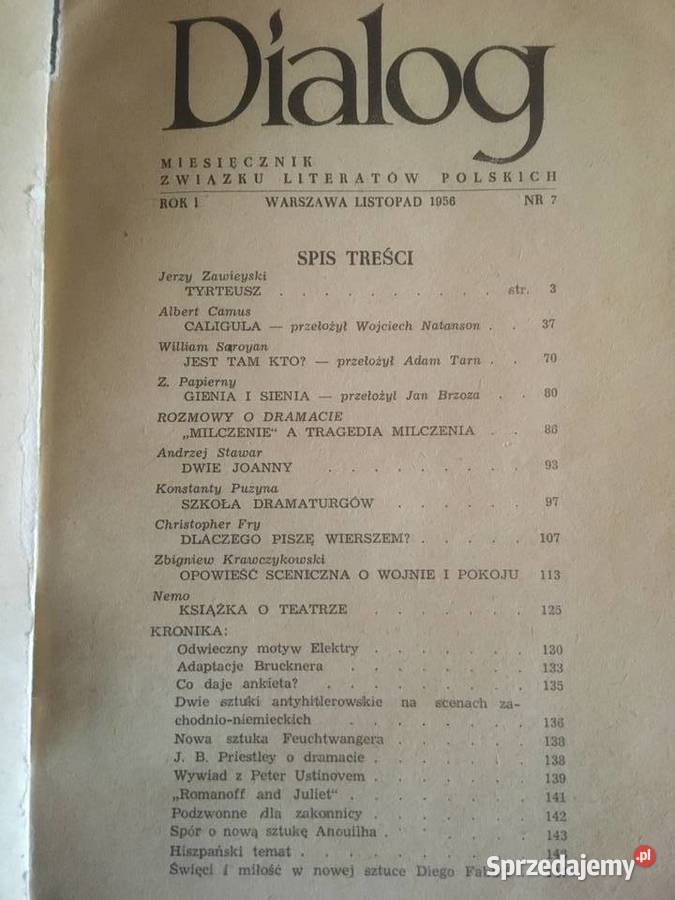 Dialog
MIESIĘCZNIK
ZWIĄZKU LITERATÓW POLSKICH
ROK I WARSZAWA LISTOPAD 1956 NR 7
SPIS TREŚCI
Jerzy Zawieyski
TYRTEUSZ . . . . . . . . . . str. 3
Albert Camus
CALIGULA — przełożył Wojciech Natanson . . 37
William Saroyan
JEST TAM KTO? — przełożył Adam Tarn . . 70
Z. Papierny
GIENIA I SIENIA — przełożył Jan Brzoza . . 80
ROZMOWY O DRAMACIE
„MILCZENIE" A TRAGEDIA MILCZENIA . . 86
Andrzej Stawar
DWIE JOANNY . . . . . . . . . 93
Konstanty Puzyna
SZKOŁA DRAMATURGÓW . . . . . . 97
Christopher Fry
DLACZEGO PISZĘ WIERSZEM? . . . . . 107
Zbigniew Krawczykowski
OPOWIEŚĆ SCENICZNA O WOJNIE I POKOJU 113
Nemo
KSIĄŻKA O TEATRZE . . . . . . . 125
KRONIKA:
Odwieczny motyw Elektry . . . . . . . 130
Adaptacje Brucknera . . . . . . . . 133
Co daje ankieta? . . . . . . . . . 135
Dwie sztuki antyhitlerowskie na scenach za-
chodnio-niemieckich . . . . . . . . 136
Nowa sztuka Feuchtwangera . . . . . . 138
J. B. Priestley o dramacie . . . . . . . 138
Wywiad z Peter Ustinovem . . . . . . . 139
„Romanoff and Juliet" . . . . . . . . 141
Podzwonne dla zakonnicy . . . . . . . 142
Spór o nową sztukę Anouilha . . . . . . 143
Hiszpański temat . . . . . . . . .
Święci i miłość w nowej sztuce Diego
Sprzedajemy.pl